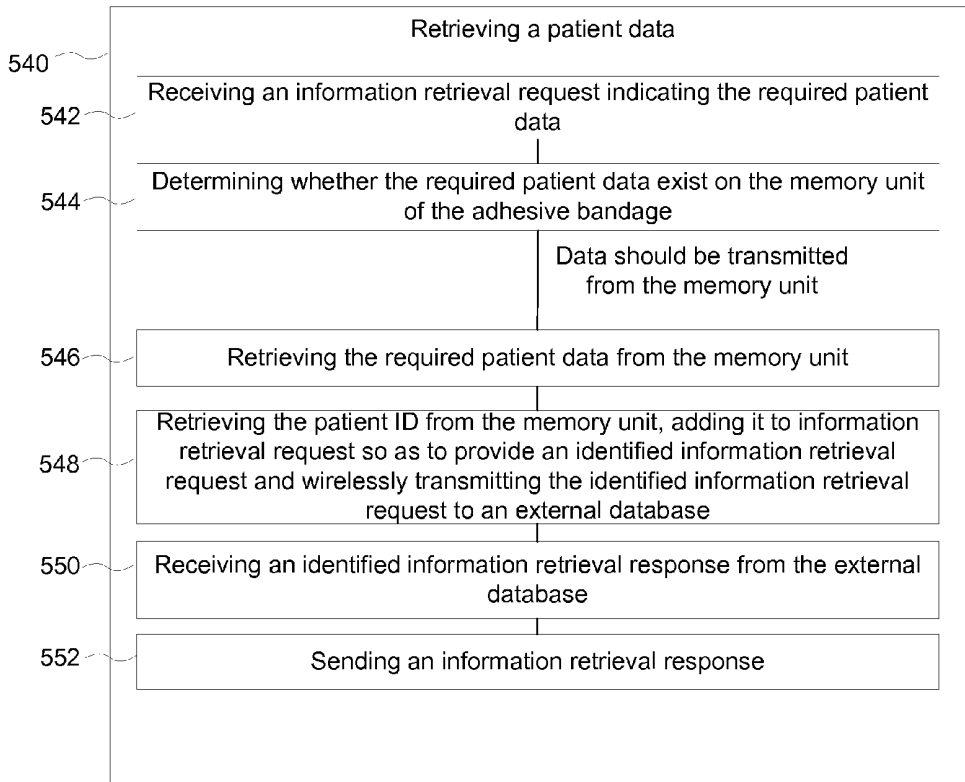 Retrieving a patient data
540
Receiving an information retrieval request indicating the required patient
data
542
Determining whether the required patient data exist on the memory unit
of the adhesive bandage
544
Data should be transmitted
from the memory unit
546
Retrieving the required patient data from the memory unit
Retrieving the patient ID from the memory unit, adding it to information
retrieval request so as to provide an identified information retrieval
request and wirelessly transmitting the identified information retrieval
request to an external database
548
550
Receiving an identified information retrieval response from the external
database
552
Sending an information retrieval response